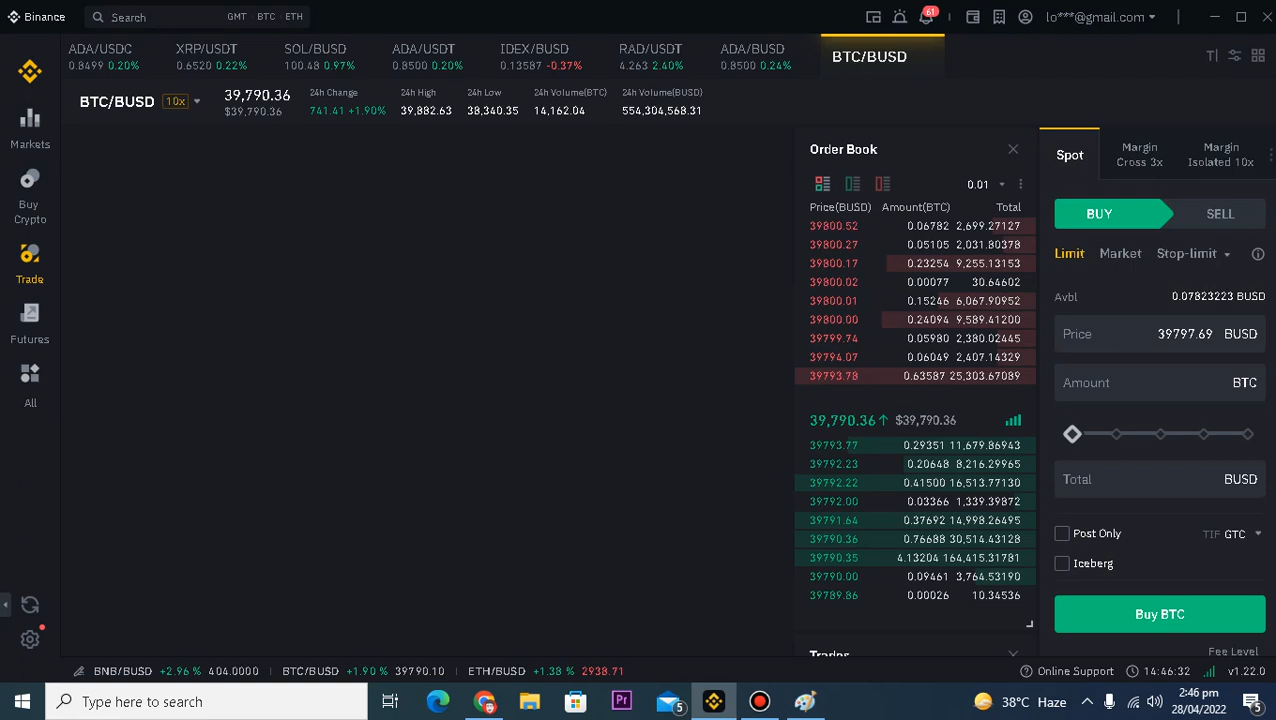 Binance
Search GMT · BTC · ETH
61
lo***@gmail.com
ADA/USDC XRP/USDT SOL/BUSD ADA/USDT IDEX/BUSD RAD/USDT ADA/BUSD BTC/BUSD
0.8499 0.20% 0.6520 0.22% 100.48 0.97% 0.8500 0.20% 0.13587 -0.37% 4.263 2.40% 0.8500 0.24%
BTC/BUSD 10x 39,790.36 24h Change 24h High 24h Low 24h Volume(BTC) 24h Volume(BUSD)
$39,790.36 741.41 +1.90% 39,882.63 38,340.35 14,162.04 554,304,568.31
Markets
Buy
Crypto
Trade
Futures
All
Order Book
0.01
Price(BUSD) Amount(BTC) Total
39800.52 0.06782 2,699.27127
39800.27 0.05105 2,031.80378
39800.17 0.23254 9,255.13153
39800.02 0.00077 30.64602
39800.01 0.15246 6,067.90952
39800.00 0.24094 9,589.41200
39799.74 0.05980 2,380.02445
39794.07 0.06049 2,407.14329
39793.78 0.63587 25,303.67089
39,790.36↑ $39,790.36
39793.77 0.29351 11,679.86943
39792.23 0.20648 8,216.29965
39792.22 0.41500 16,513.77130
39792.00 0.03366 1,339.39872
39791.64 0.37692 14,998.26495
39790.36 0.76688 30,514.43128
39790.35 4.13204 164,415.31781
39790.00 0.09461 3,764.53190
39789.86 0.00026 10.34536
Spot
Margin
Cross 3x
Margin
Isolated 10x
BUY SELL
Limit Market Stop-limit
Avbl 0.07823223 BUSD
Price 39797.69 BUSD
Amount BTC
Total BUSD
Post Only TIF GTC
Iceberg
Buy BTC
Fee Level
BNB/BUSD +2.96 % 404.0000 BTC/BUSD +1.90 % 39790.10 ETH/BUSD +1.38 % 2938.71
Online Support 14:46:32 v1.22.0
Type here to search
Pr
5
38°C Haze
2:46 pm
28/04/2022
5